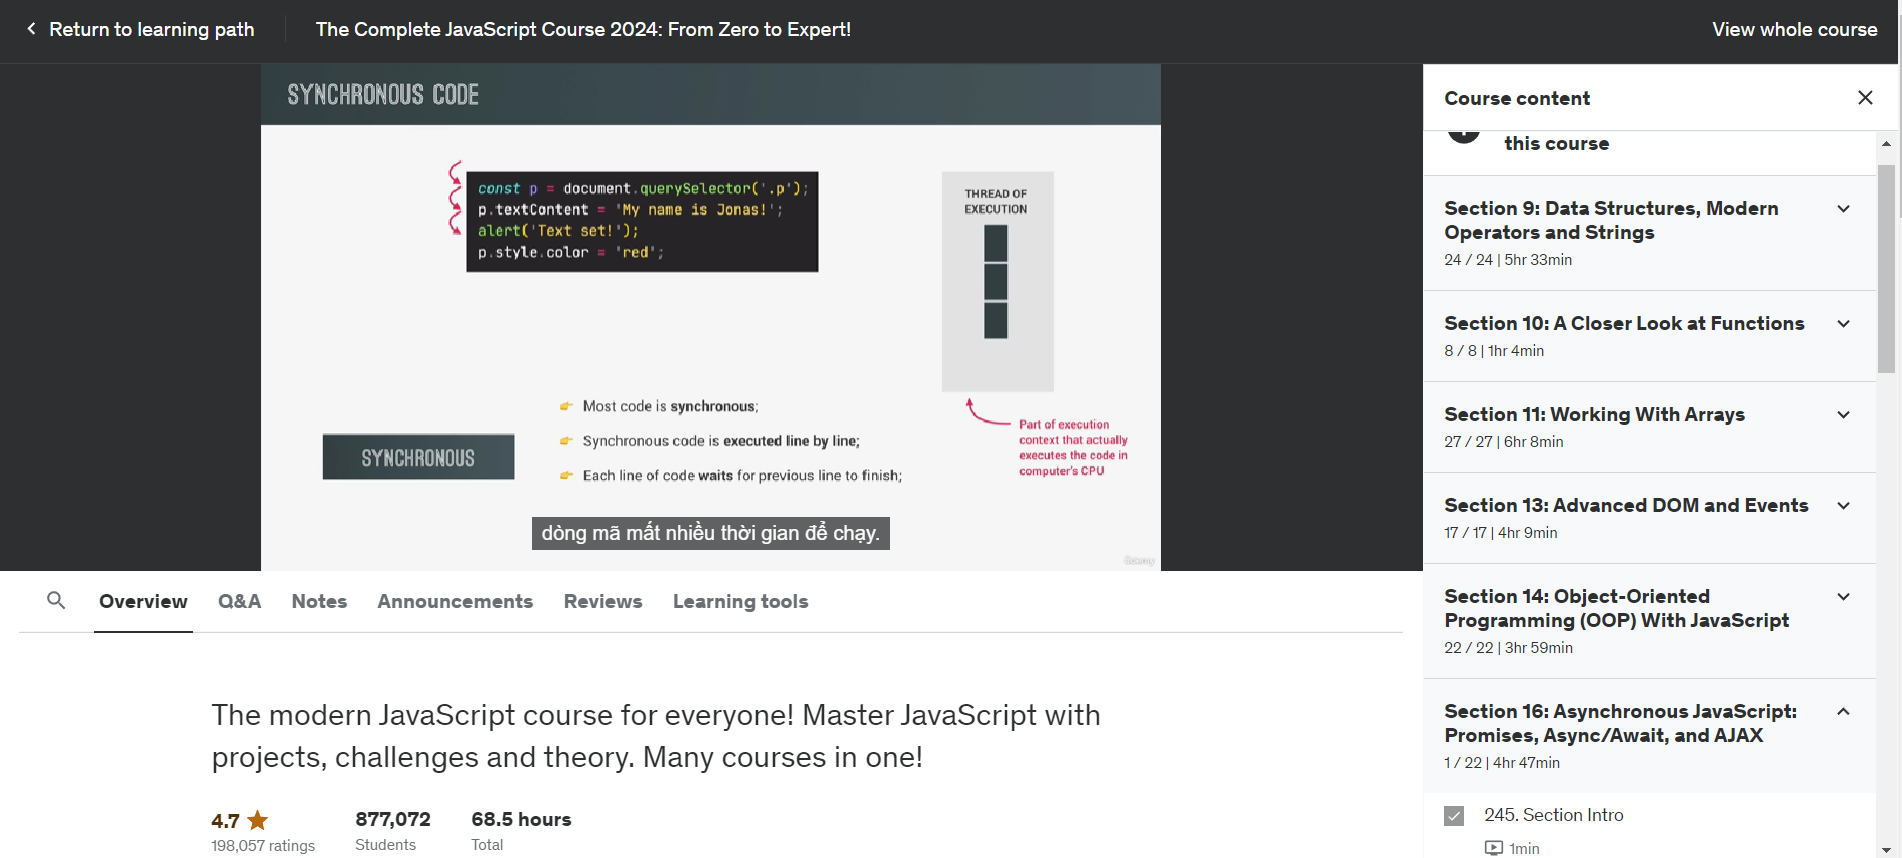 Return to learning path
The Complete JavaScript Course 2024: From Zero to Expert!
View whole course
SYNCHRONOUS CODE
const p = document.querySelector('.p');
p.textContent = 'My name is Jonas!';
alert('Text set!');
p.style.color = 'red';
THREAD OF
EXECUTION
Most code is synchronous;
Synchronous code is executed line by line;
Each line of code waits for previous line to finish;
SYNCHRONOUS
Part of execution
context that actually
executes the code in
computer's CPU
dòng mã mất nhiều thời gian để chạy.
Udemy
Overview
Q&A
Notes
Announcements
Reviews
Learning tools
The modern JavaScript course for everyone! Master JavaScript with
projects, challenges and theory. Many courses in one!
4.7
198,057 ratings
877,072
Students
68.5 hours
Total
Course content
this course
Section 9: Data Structures, Modern
Operators and Strings
24 / 24 | 5hr 33min
Section 10: A Closer Look at Functions
8 / 8 | 1hr 4min
Section 11: Working With Arrays
27 / 27 | 6hr 8min
Section 13: Advanced DOM and Events
17 / 17 | 4hr 9min
Section 14: Object-Oriented
Programming (OOP) With JavaScript
22 / 22 | 3hr 59min
Section 16: Asynchronous JavaScript:
Promises, Async/Await, and AJAX
1 / 22 | 4hr 47min
245. Section Intro
1min